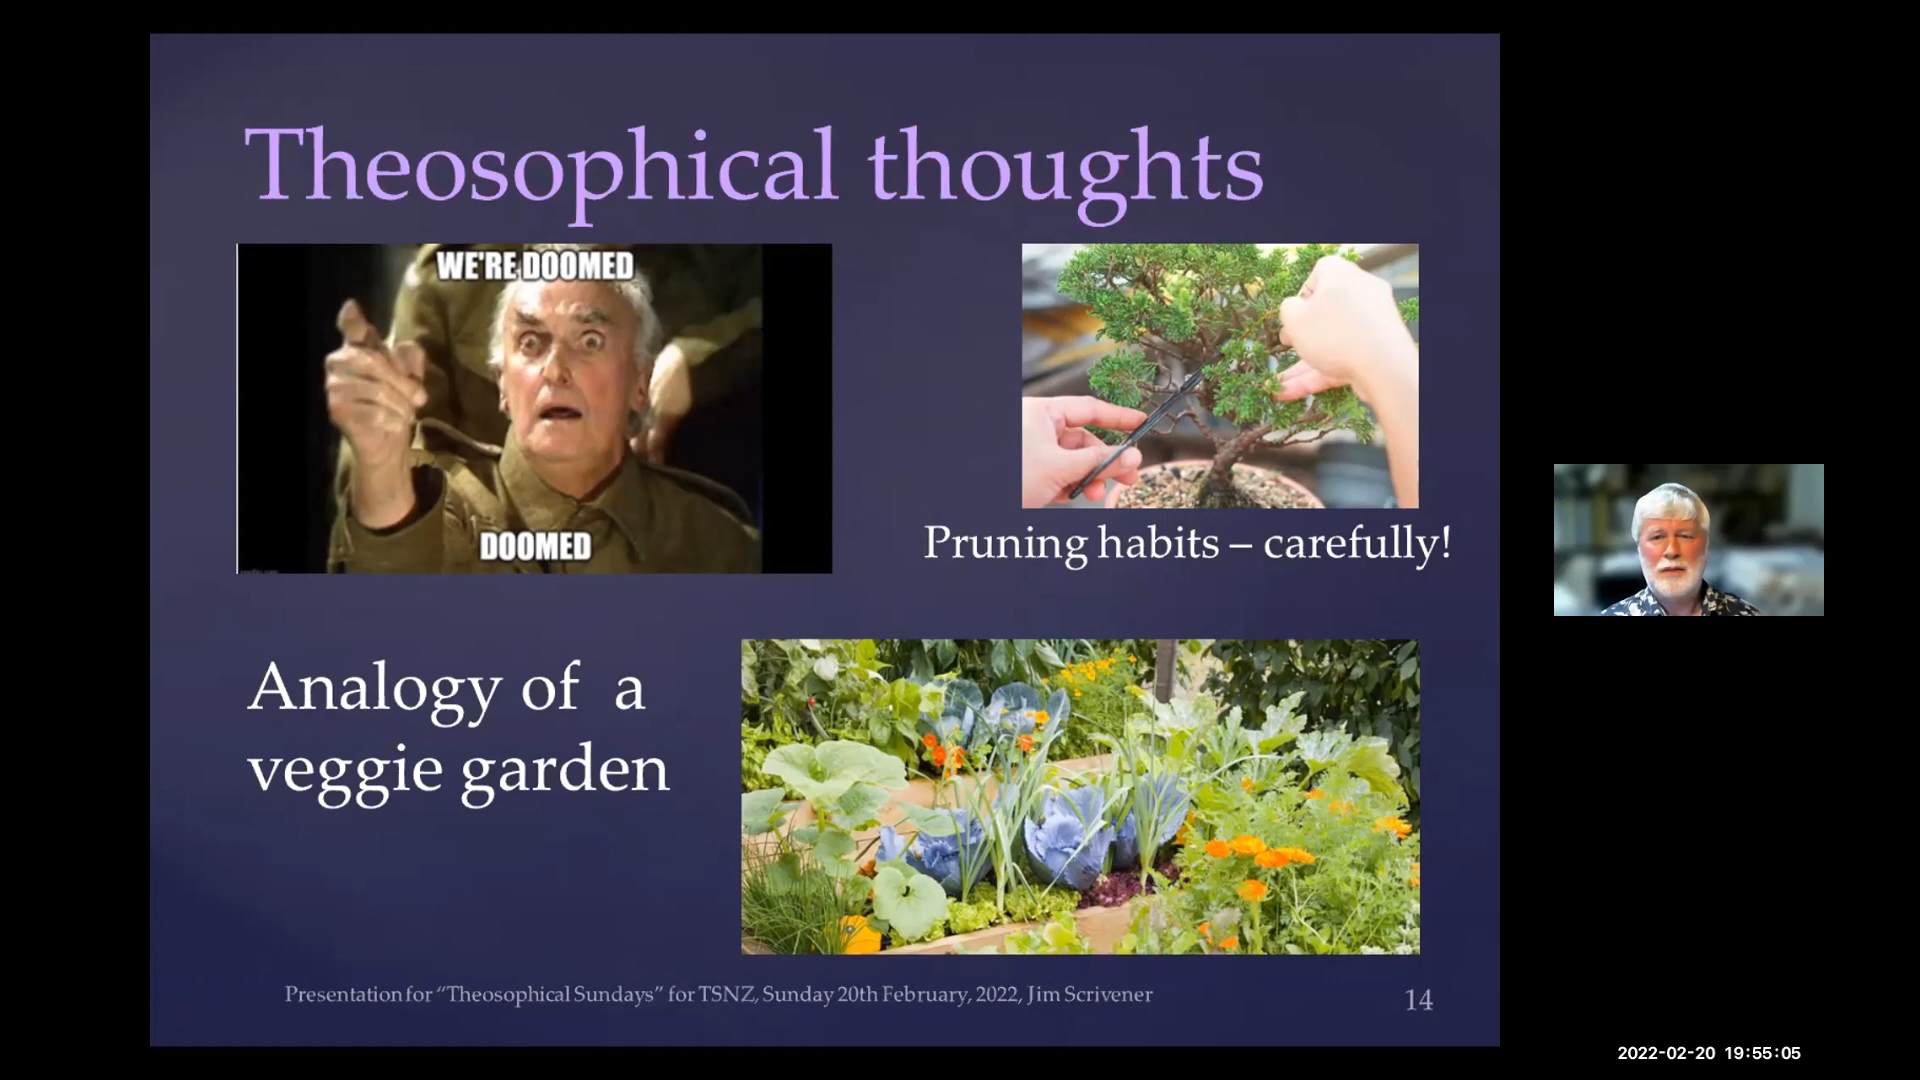 Theosophical thoughts
WE'RE DOOMED
DOOMED
Pruning habits – carefully!
Analogy of  a
veggie garden
Presentation for “Theosophical Sundays” for TSNZ, Sunday 20th February, 2022, Jim Scrivener
14
2022-02-20 19:55:05